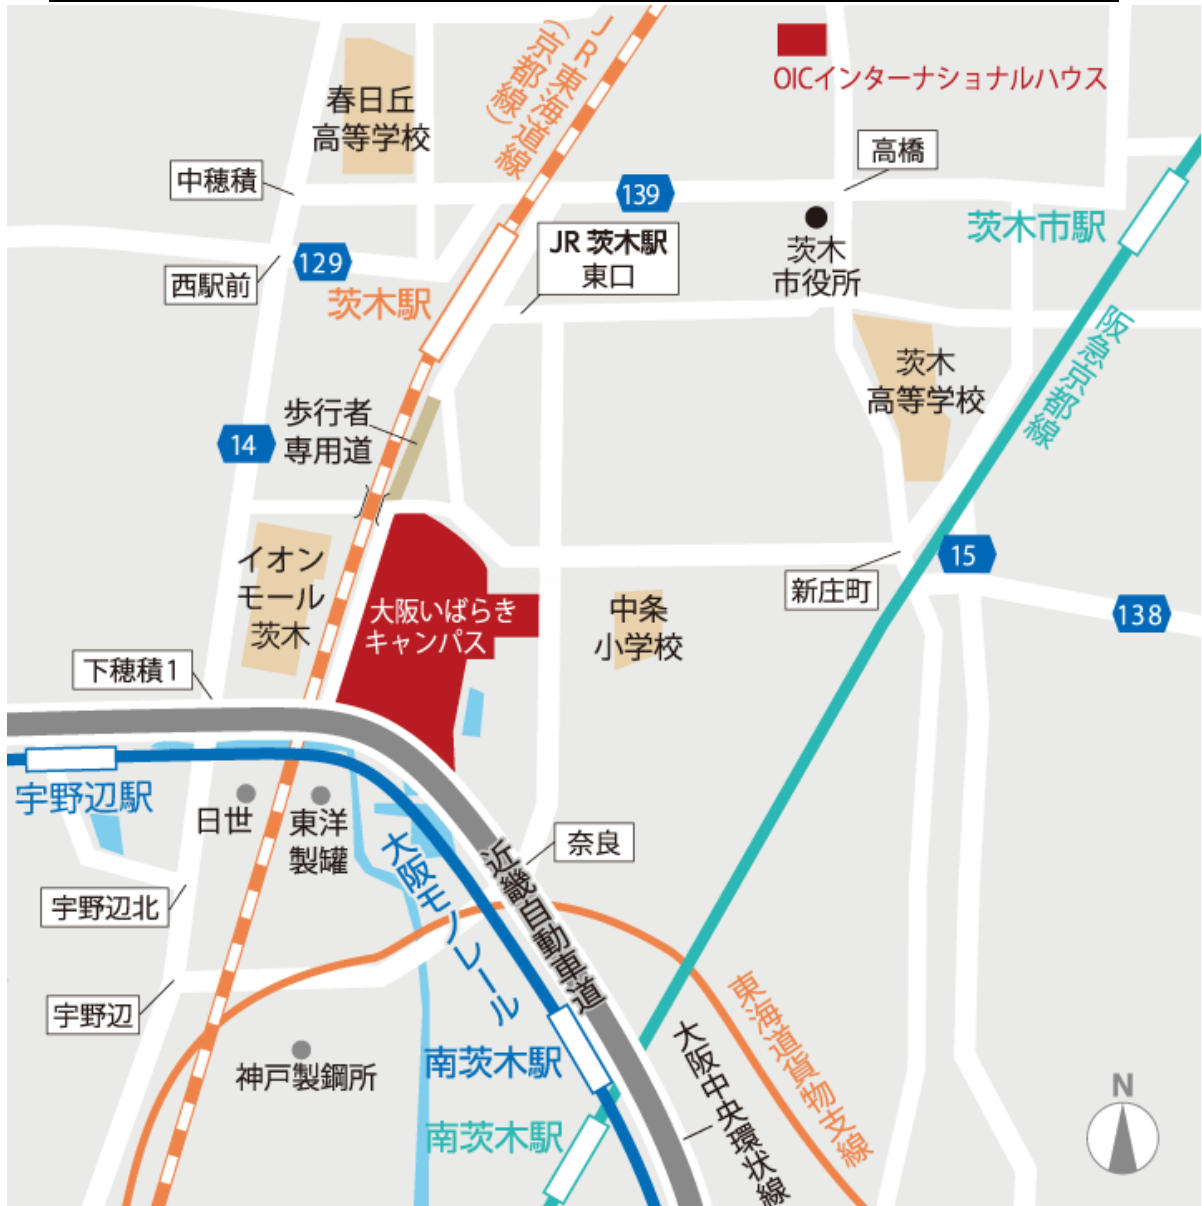 JR東海道線
(京都線)
OICインターナショナルハウス
春日丘
高等学校
高橋
中穂積
139
JR 茨木駅
東口
茨木
市役所
茨木市駅
129
西駅前
茨木駅
阪急京都線
茨木
高等学校
歩行者
専用道
14
イオン
モール
茨木
大阪いばらき
キャンパス
中条
小学校
新庄町
15
138
下穂積1
宇野辺駅
日世
東洋
製罐
大阪モノレール
近畿自動車道
奈良
宇野辺北
宇野辺
神戸製鋼所
南茨木駅
南茨木駅
大阪中央環状線
東海道貨物支線
N